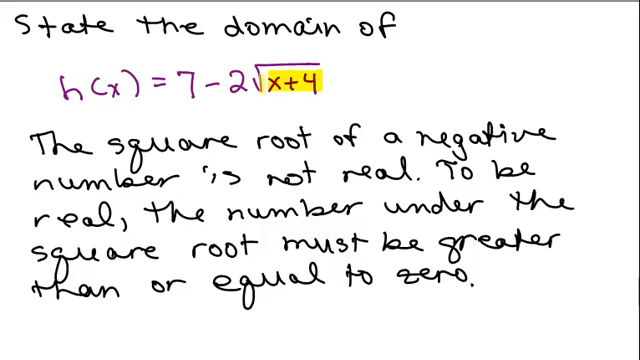 State the domain of
h(x) = 7 - 2√x+4
The square root of a negative
number is not real. To be
real, the number under the
square root must be greater
than or equal to zero.